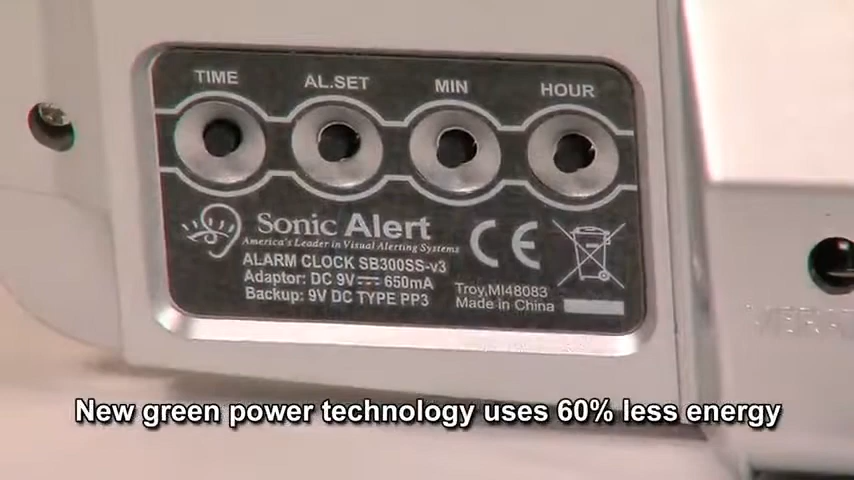 TIME AL.SET MIN HOUR
Sonic Alert
America's Leader in Visual Alerting Systems
ALARM CLOCK SB300SS-v3
Adaptor: DC 9V 650mA
Backup: 9V DC TYPE PP3
CE
Troy,MI48083
Made in China
New green power technology uses 60% less energy